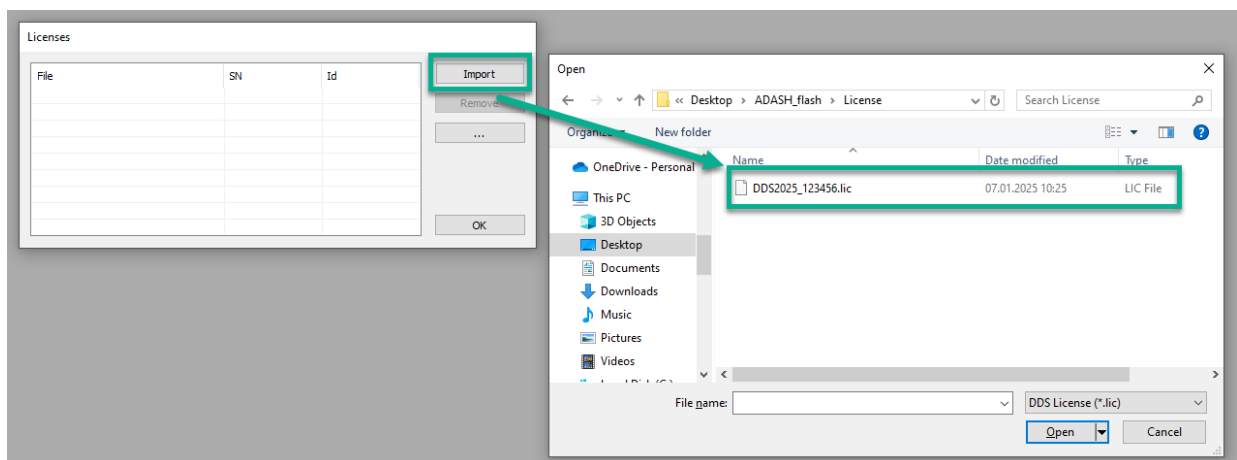 Licenses
File SN Id
Import
Remove
...
OK
Open
« Desktop › ADASH_flash › License
Search License
New folder
Name Date modified Type
DDS2025_123456.lic 07.01.2025 10:25 LIC File
OneDrive - Personal
This PC
3D Objects
Desktop
Documents
Downloads
Music
Pictures
Videos
File name:
DDS License (*.lic)
Open Cancel